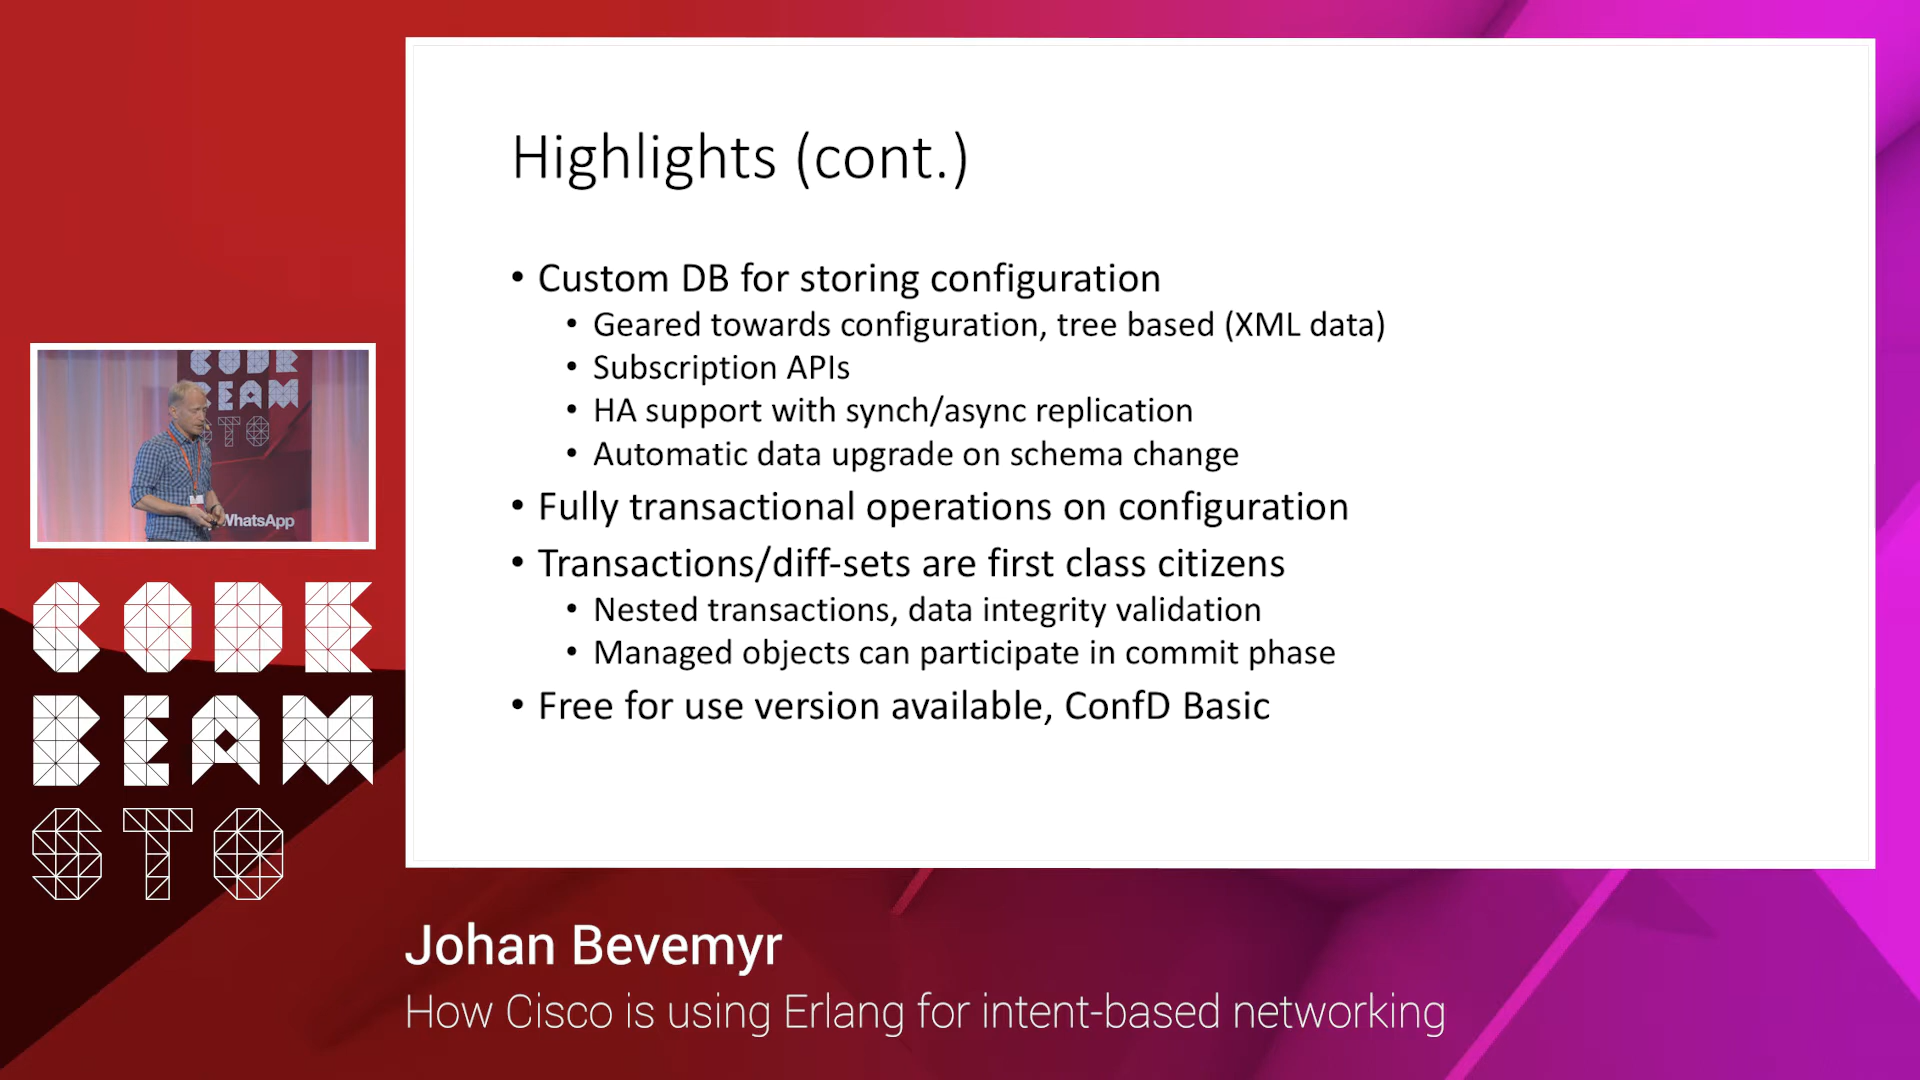 Highlights (cont.)
• Custom DB for storing configuration
• Geared towards configuration, tree based (XML data)
• Subscription APIs
• HA support with synch/async replication
• Automatic data upgrade on schema change
• Fully transactional operations on configuration
• Transactions/diff-sets are first class citizens
• Nested transactions, data integrity validation
• Managed objects can participate in commit phase
• Free for use version available, ConfD Basic
CODE
BEAM
STO
WhatsApp
CODE
BEAM
STO
Johan Bevemyr
How Cisco is using Erlang for intent-based networking